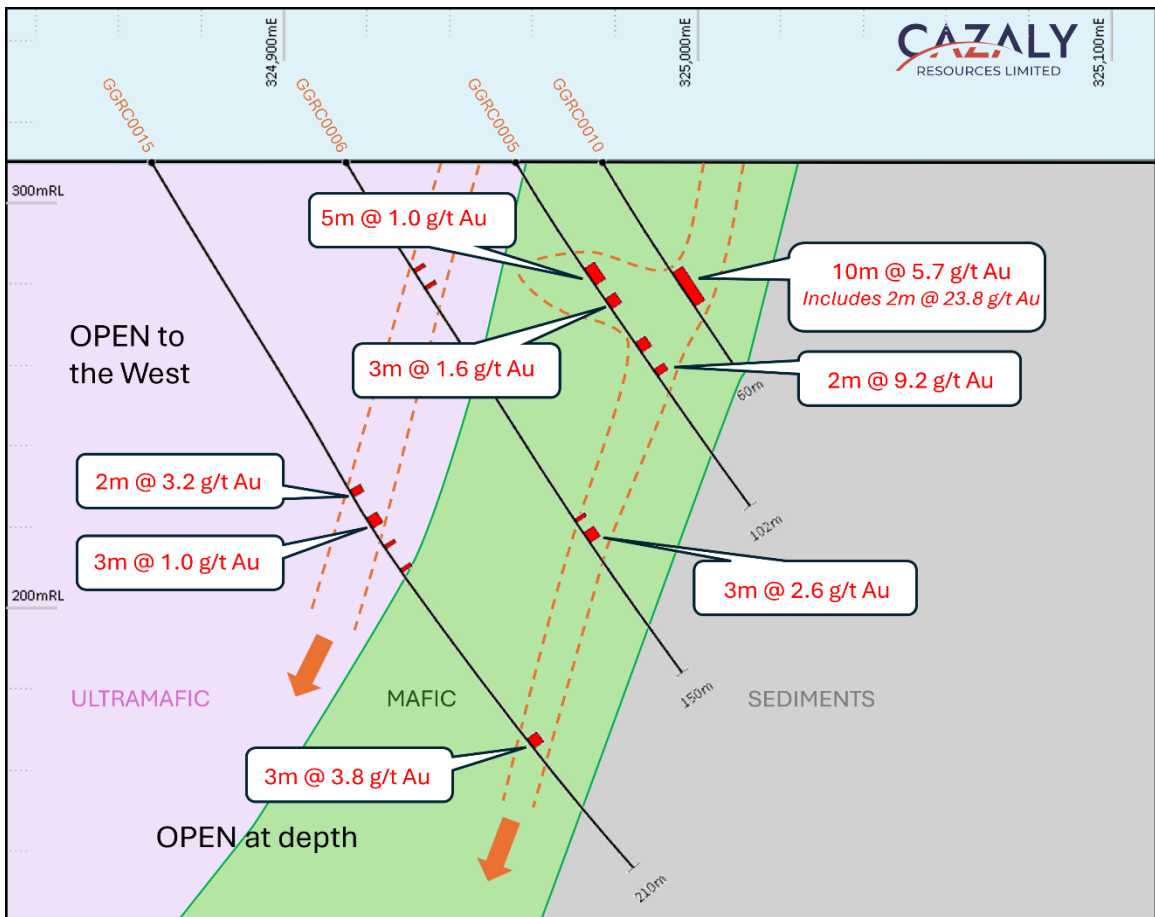 324,900mE
325,000mE
325,100mE
CAZALY
RESOURCES LIMITED
GGRC0015
GGRC0006
GGRC0005
GGRC0010
300mRL
5m @ 1.0 g/t Au
10m @ 5.7 g/t Au
Includes 2m @ 23.8 g/t Au
OPEN to
the West
3m @ 1.6 g/t Au
2m @ 9.2 g/t Au
60m
2m @ 3.2 g/t Au
102m
3m @ 1.0 g/t Au
3m @ 2.6 g/t Au
200mRL
ULTRAMAFIC
MAFIC
150m
SEDIMENTS
3m @ 3.8 g/t Au
OPEN at depth
210m